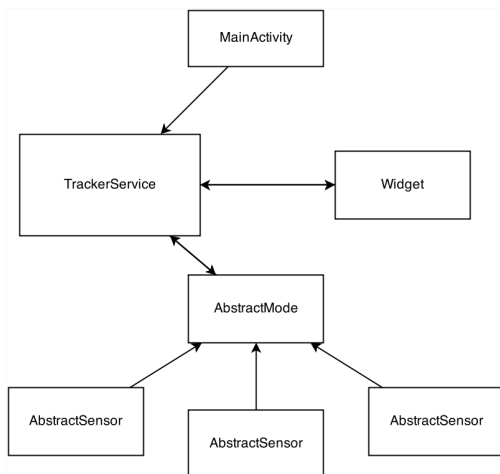 MainActivity
TrackerService
Widget
AbstractMode
AbstractSensor
AbstractSensor
AbstractSensor